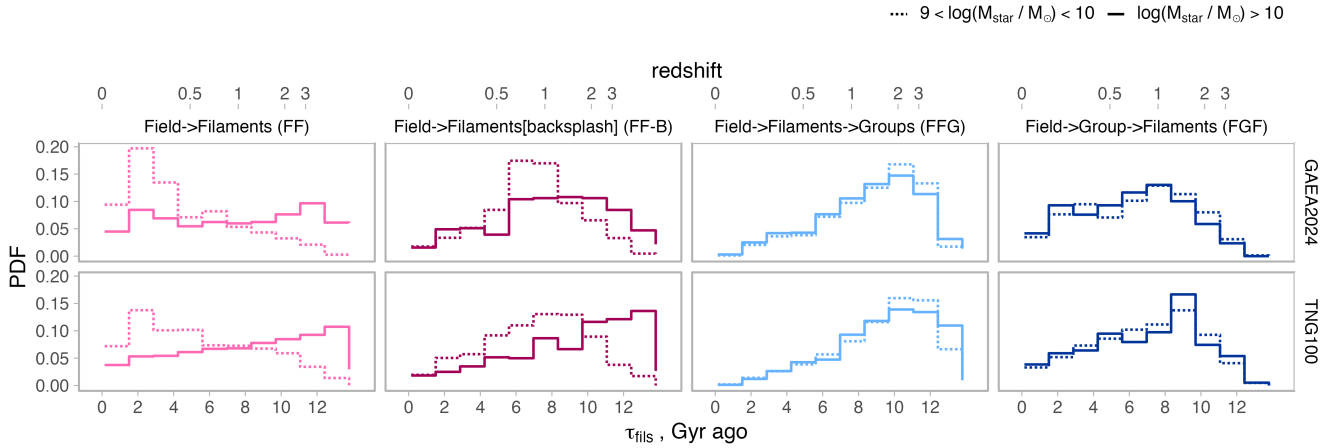 9 < log(M_star / M_☉) < 10 log(M_star / M_☉) > 10
redshift
0 0.5 1 2 3 0 0.5 1 2 3 0 0.5 1 2 3 0 0.5 1 2 3
Field->Filaments (FF) Field->Filaments[backsplash] (FF-B) Field->Filaments->Groups (FFG) Field->Group->Filaments (FGF)
0.20
0.15
0.10
0.05
0.00
GAEA2024
PDF
0.20
0.15
0.10
0.05
0.00
TNG100
0 2 4 6 8 10 12 0 2 4 6 8 10 12 0 2 4 6 8 10 12 0 2 4 6 8 10 12
τ_fils , Gyr ago